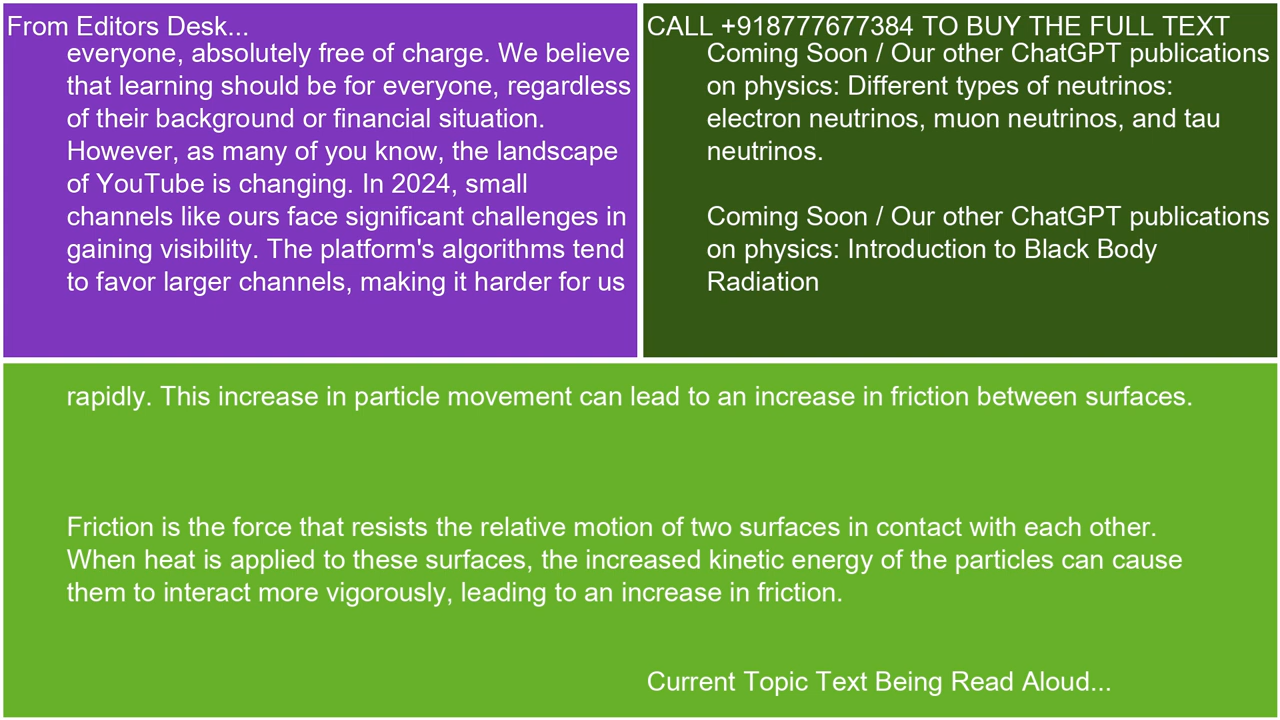 From Editors Desk...
everyone, absolutely free of charge. We believe
that learning should be for everyone, regardless
of their background or financial situation.
However, as many of you know, the landscape
of YouTube is changing. In 2024, small
channels like ours face significant challenges in
gaining visibility. The platform's algorithms tend
to favor larger channels, making it harder for us
CALL +918777677384 TO BUY THE FULL TEXT
Coming Soon / Our other ChatGPT publications
on physics: Different types of neutrinos:
electron neutrinos, muon neutrinos, and tau
neutrinos.
Coming Soon / Our other ChatGPT publications
on physics: Introduction to Black Body
Radiation
rapidly. This increase in particle movement can lead to an increase in friction between surfaces.
Friction is the force that resists the relative motion of two surfaces in contact with each other.
When heat is applied to these surfaces, the increased kinetic energy of the particles can cause
them to interact more vigorously, leading to an increase in friction.
Current Topic Text Being Read Aloud...